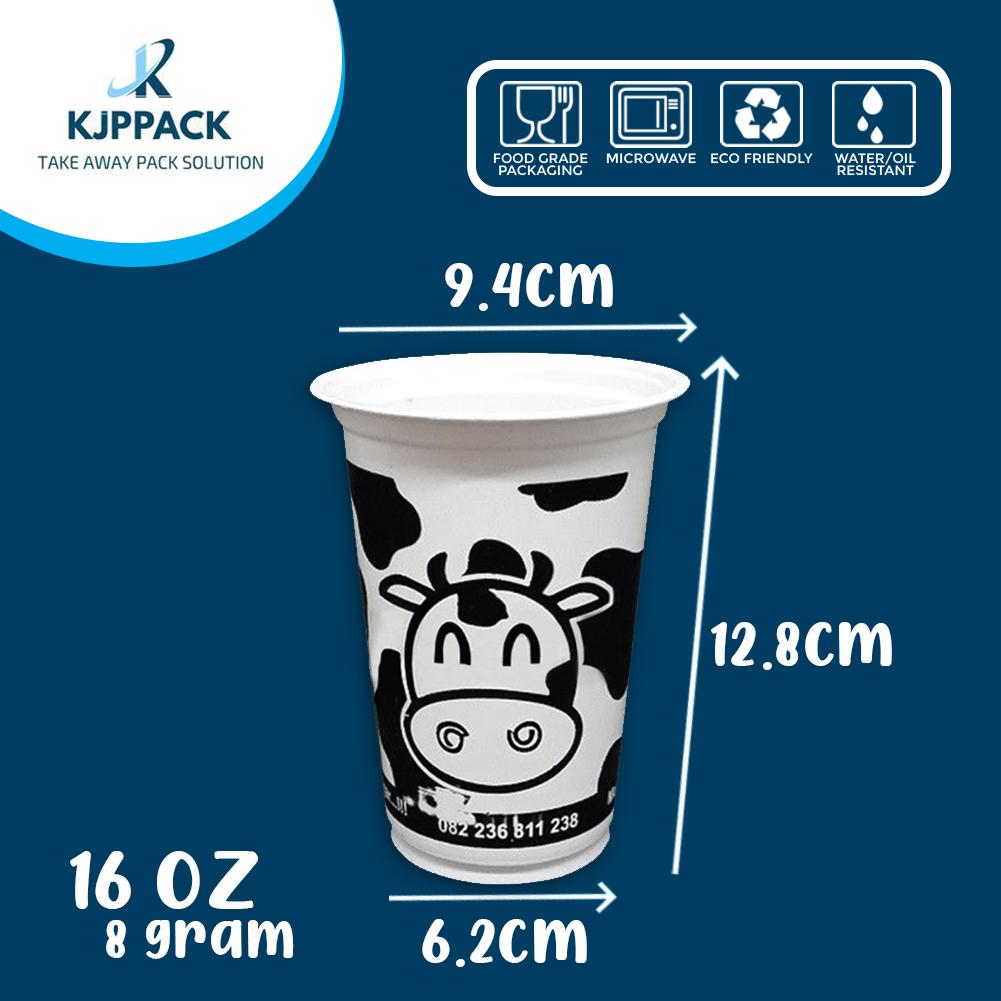 KJPPACK
TAKE AWAY PACK SOLUTION
FOOD GRADE
PACKAGING
MICROWAVE
ECO FRIENDLY
WATER/OIL
RESISTANT
9.4cm
12.8cm
082 236 811 238
16 OZ
8 gram
6.2cm